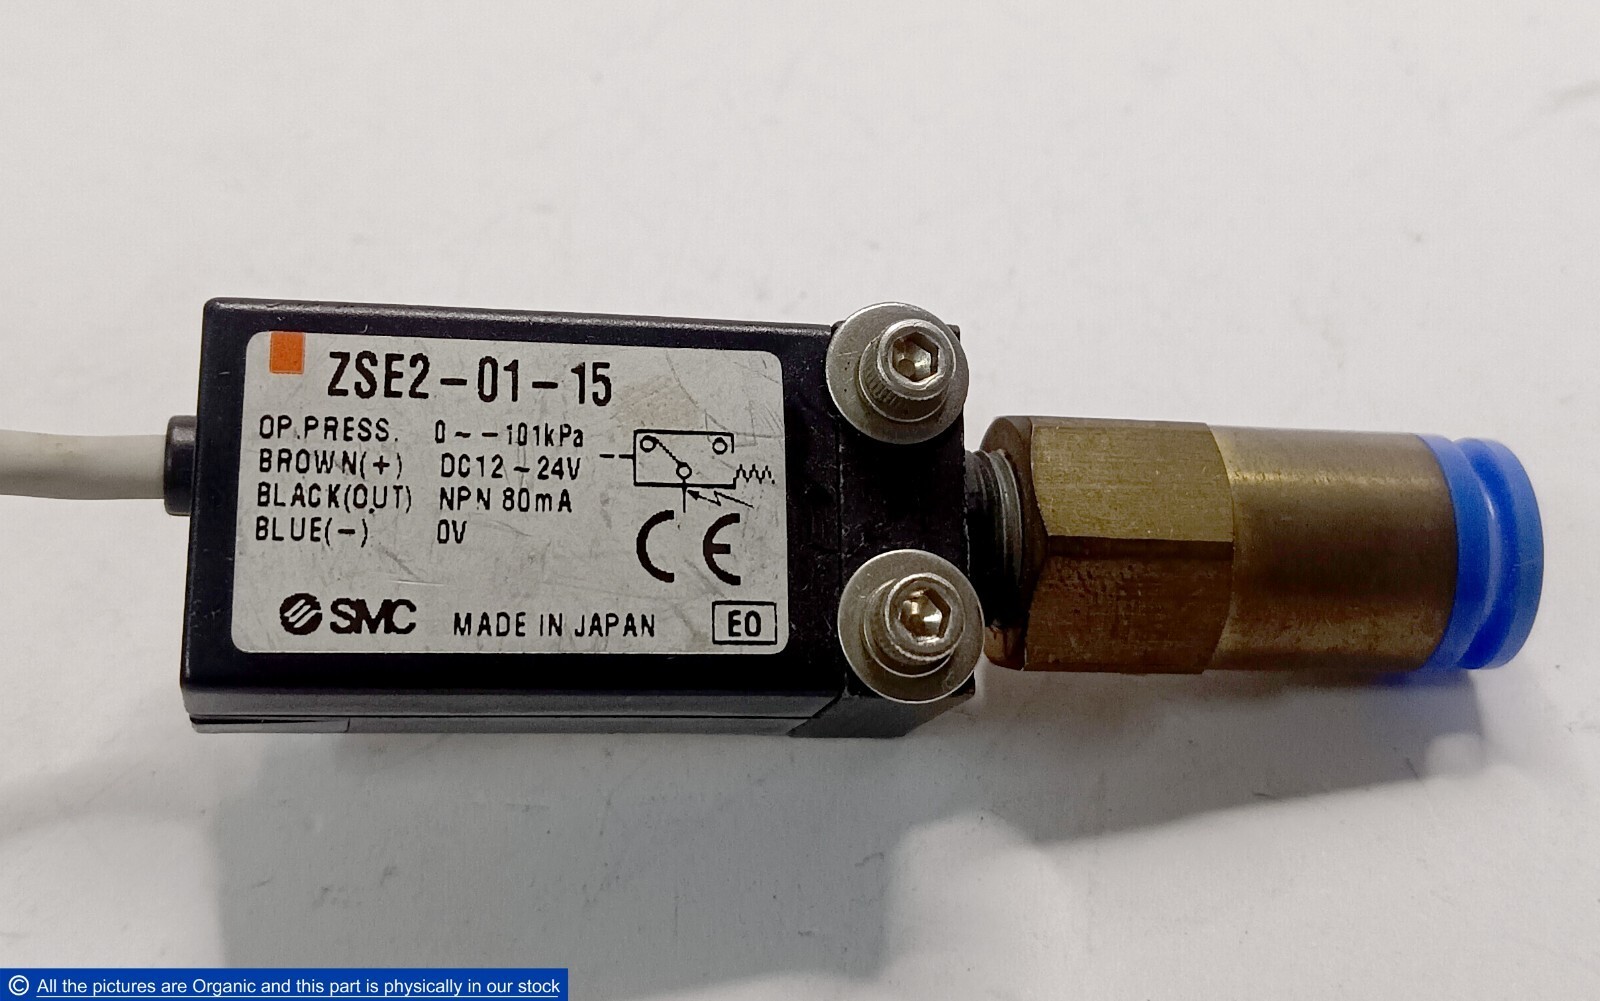 ZSE2-01-15
OP.PRESS. 0~-101kPa
BROWN(+) DC12~24V
BLACK(OUT) NPN 80mA
BLUE(-) 0V
CE
SMC MADE IN JAPAN EO
© All the pictures are Organic and this part is physically in our stock